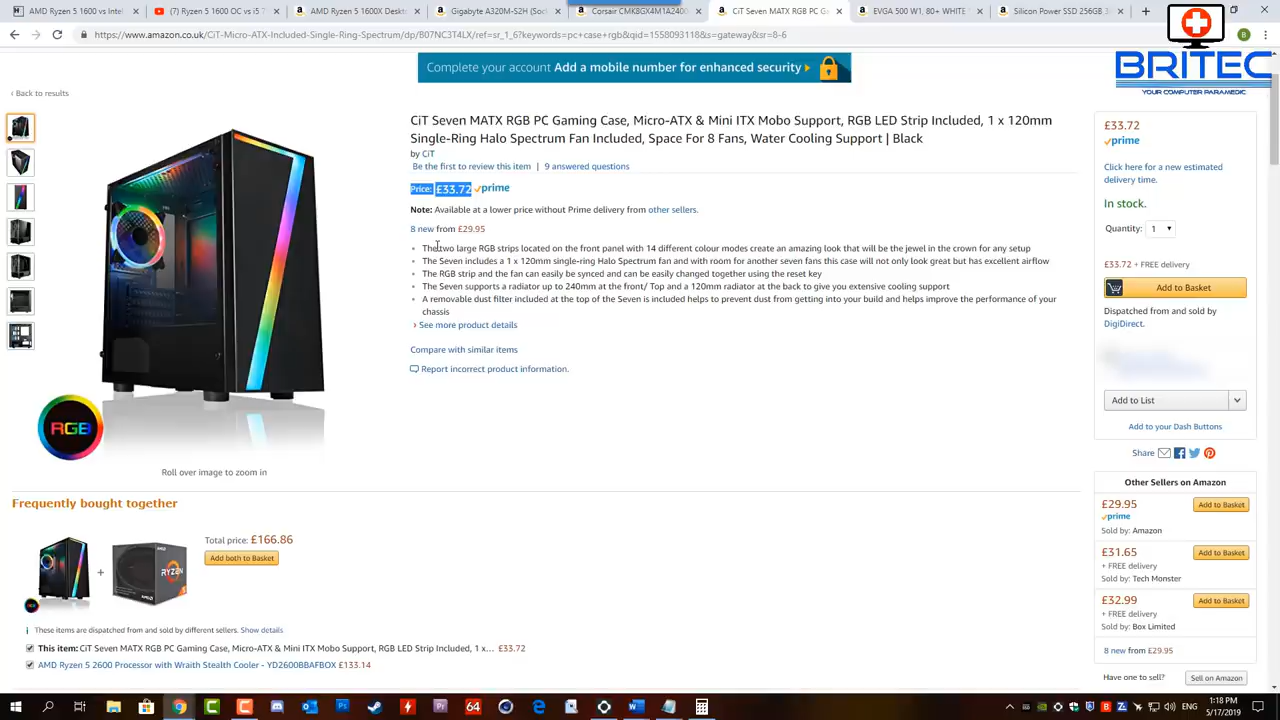 AMD Ryzen 5 1600 vs Intel
Ryzen 5 1600 OC vs i5 7
AMD Ryzen 5 1600X Deskt
Gigabyte A320M-S2H (Soc
Corsair CMK8GX4M1A2400
CiT Seven MATX RGB PC G
EVGA 500 W1, 80+ WHITE
Silicon Power SSD 256GB
https://www.amazon.co.uk/CiT-Micro-ATX-Included-Single-Ring-Spectrum/dp/B07NC3T4LX/ref=sr_1_6?keywords=pc+case+rgb&qid=1558093118&s=gateway&sr=8-6
B
BRITEC
YOUR COMPUTER PARAMEDIC
Complete your account Add a mobile number for enhanced security ▸
‹ Back to results
CiT Seven MATX RGB PC Gaming Case, Micro-ATX & Mini ITX Mobo Support, RGB LED Strip Included, 1 x 120mm
Single-Ring Halo Spectrum Fan Included, Space For 8 Fans, Water Cooling Support | Black
by CiT
Be the first to review this item | 9 answered questions
Price: £33.72 prime
Note: Available at a lower price without Prime delivery from other sellers.
8 new from £29.95
The two large RGB strips located on the front panel with 14 different colour modes create an amazing look that will be the jewel in the crown for any setup
The Seven includes a 1 x 120mm single-ring Halo Spectrum fan and with room for another seven fans this case will not only look great but has excellent airflow
The RGB strip and the fan can easily be synced and can be easily changed together using the reset key
The Seven supports a radiator up to 240mm at the front/ Top and a 120mm radiator at the back to give you extensive cooling support
A removable dust filter included at the top of the Seven is included helps to prevent dust from getting into your build and helps improve the performance of your
chassis
› See more product details
Compare with similar items
Report incorrect product information.
RGB
Roll over image to zoom in
£33.72
prime
Click here for a new estimated
delivery time.
In stock.
Quantity: 1
£33.72 + FREE delivery
Add to Basket
Dispatched from and sold by
DigiDirect.
Add to List
Add to your Dash Buttons
Share
Other Sellers on Amazon
£29.95
Add to Basket
prime
Sold by: Amazon
£31.65
Add to Basket
+ FREE delivery
Sold by: Tech Monster
£32.99
Add to Basket
+ FREE delivery
Sold by: Box Limited
8 new from £29.95
Have one to sell?
Sell on Amazon
Frequently bought together
+
RYZEN
Total price: £166.86
Add both to Basket
These items are dispatched from and sold by different sellers. Show details
This item: CiT Seven MATX RGB PC Gaming Case, Micro-ATX & Mini ITX Mobo Support, RGB LED Strip Included, 1 x… £33.72
AMD Ryzen 5 2600 Processor with Wraith Stealth Cooler - YD2600BBAFBOX £133.14
Ps
Pr
64
ENG
1:18 PM
5/17/2019